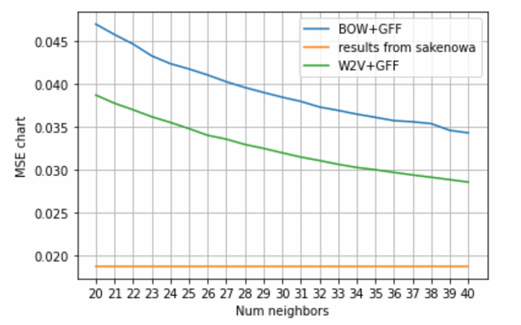 BOW+GFF
results from sakenowa
W2V+GFF
MSE chart
0.045
0.040
0.035
0.030
0.025
0.020
20 21 22 23 24 25 26 27 28 29 30 31 32 33 34 35 36 37 38 39 40
Num neighbors